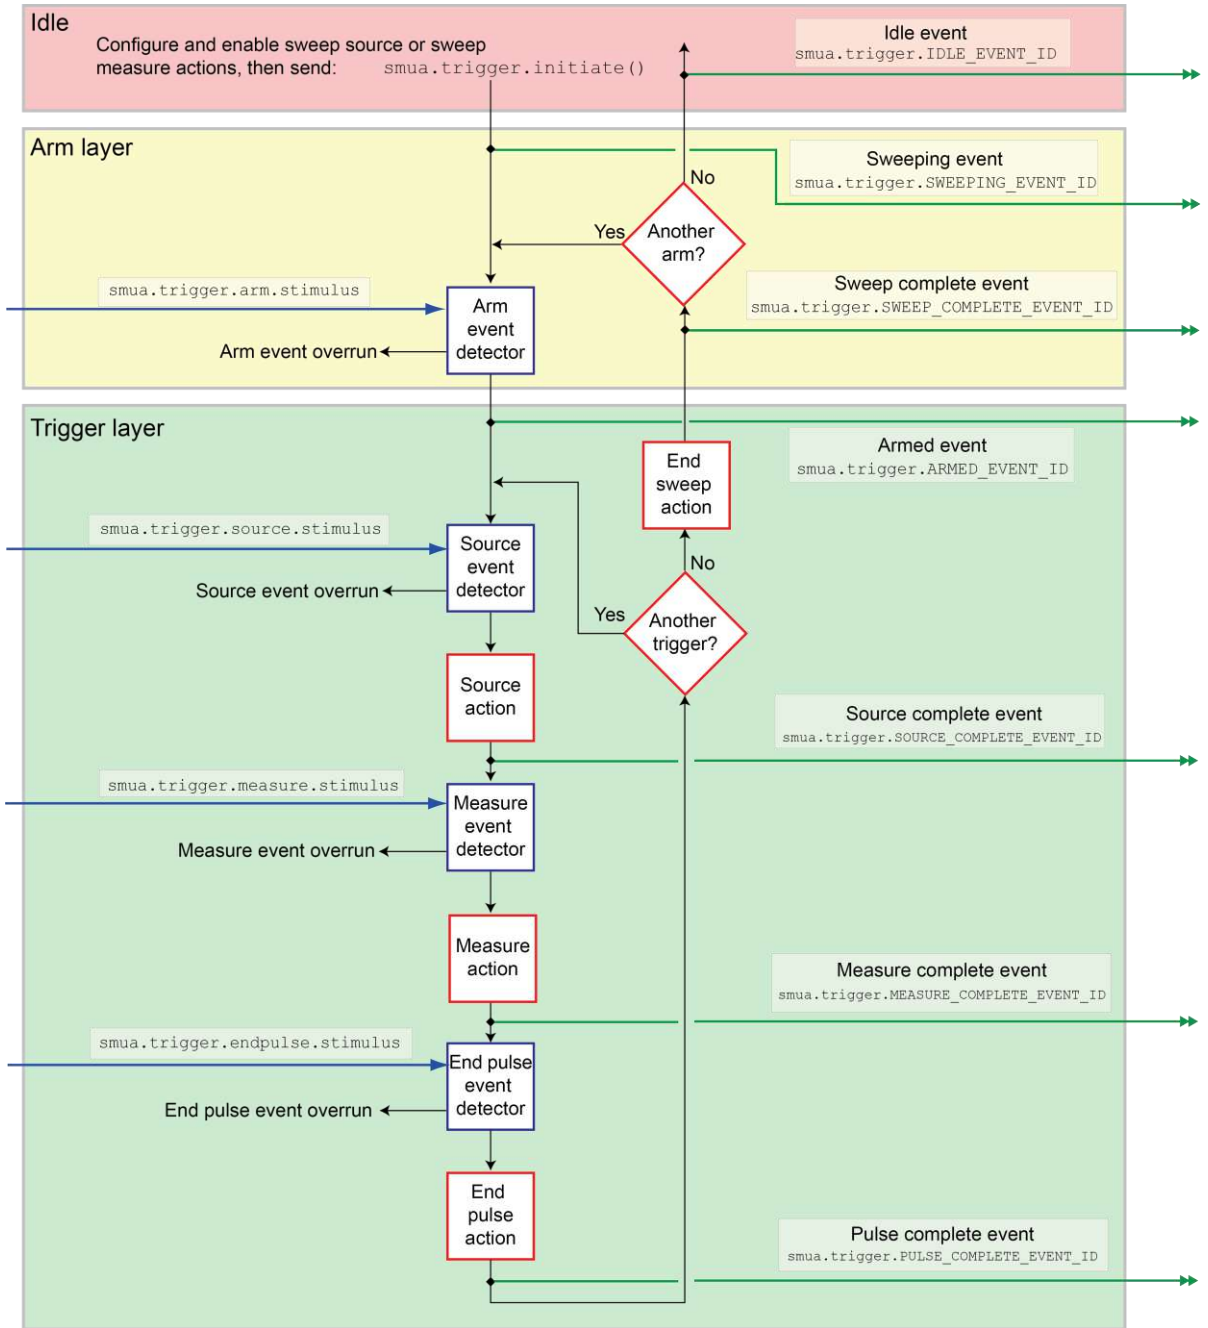 Idle
Configure and enable sweep source or sweep
measure actions, then send: smua.trigger.initiate()
Idle event
smua.trigger.IDLE_EVENT_ID
Arm layer
Sweeping event
smua.trigger.SWEEPING_EVENT_ID
No
Yes
Another
arm?
Sweep complete event
smua.trigger.SWEEP_COMPLETE_EVENT_ID
smua.trigger.arm.stimulus
Arm
event
detector
Arm event overrun
Trigger layer
Armed event
smua.trigger.ARMED_EVENT_ID
End
sweep
action
smua.trigger.source.stimulus
Source
event
detector
Source event overrun
No
Yes
Another
trigger?
Source
action
Source complete event
smua.trigger.SOURCE_COMPLETE_EVENT_ID
smua.trigger.measure.stimulus
Measure
event
detector
Measure event overrun
Measure
action
Measure complete event
smua.trigger.MEASURE_COMPLETE_EVENT_ID
smua.trigger.endpulse.stimulus
End pulse
event
detector
End pulse event overrun
End
pulse
action
Pulse complete event
smua.trigger.PULSE_COMPLETE_EVENT_ID